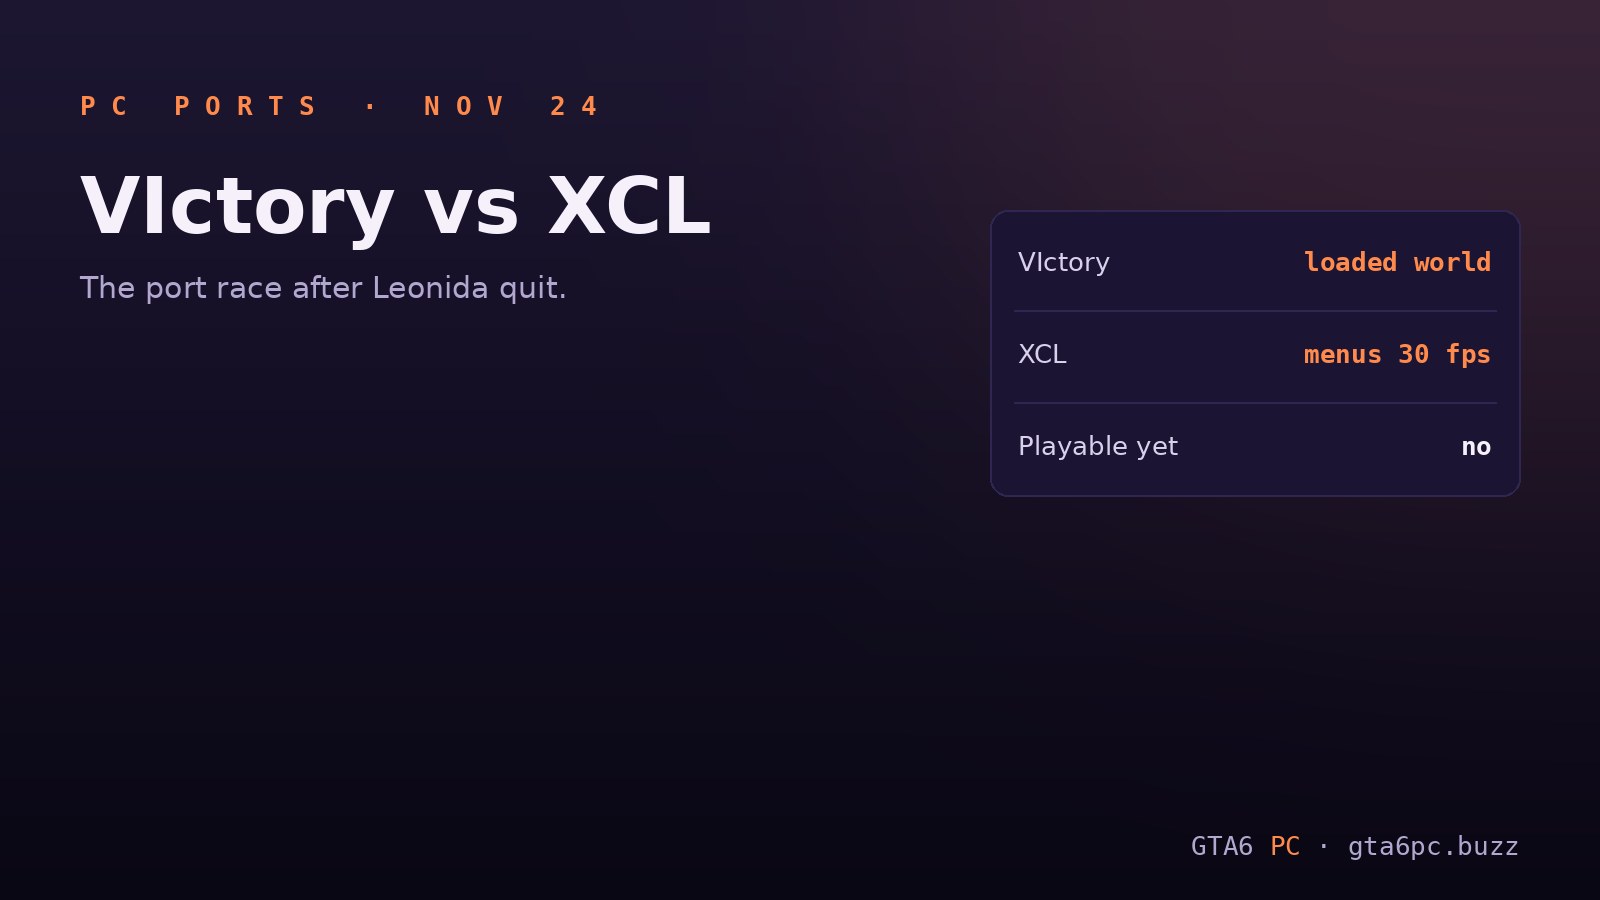 PC PORTS · NOV 24
VIctory vs XCL
The port race after Leonida quit.
VIctory loaded world
XCL menus 30 fps
Playable yet no
GTA6 PC · gta6pc.buzz